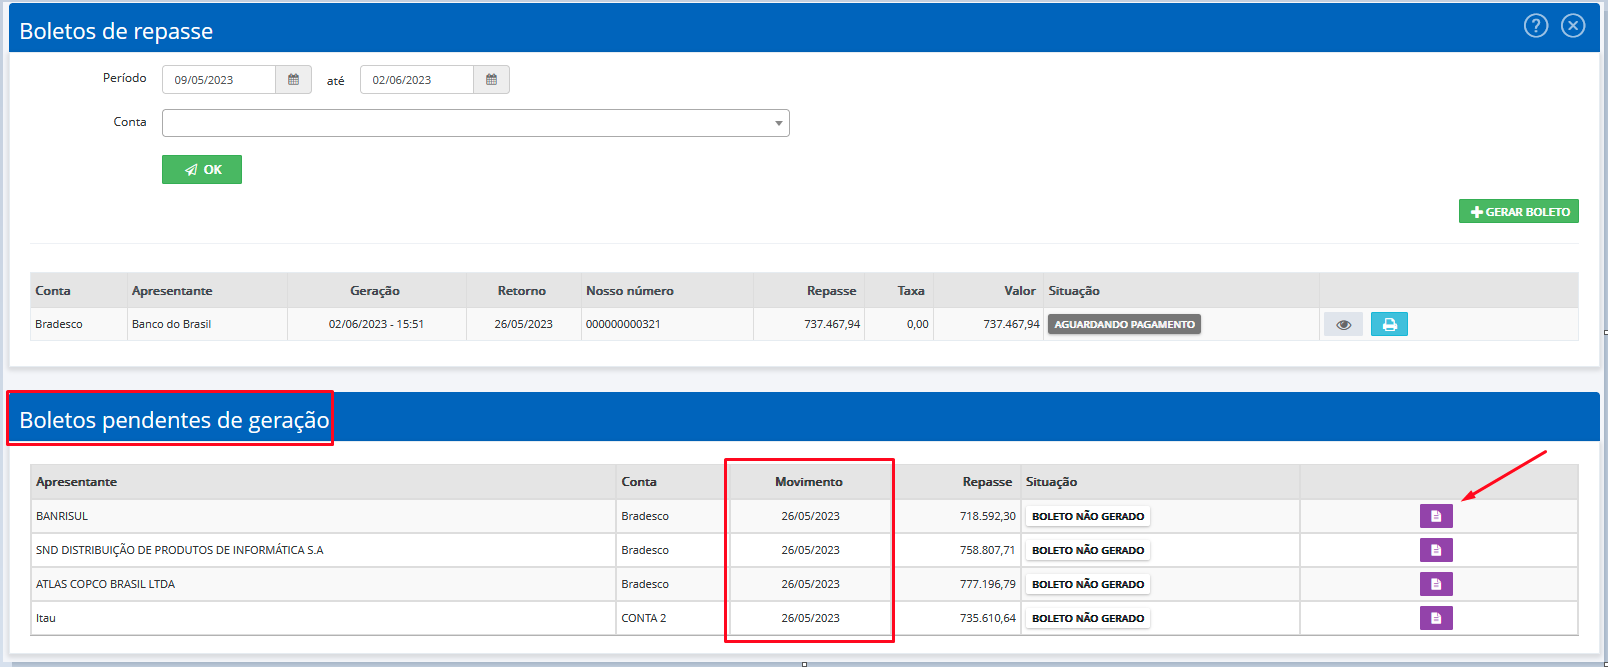 Boletos de repasse
Período 09/05/2023 até 02/06/2023
Conta
OK
GERAR BOLETO
Conta Apresentante Geração Retorno Nosso número Repasse Taxa Valor Situação
Bradesco Banco do Brasil 02/06/2023 - 15:51 26/05/2023 000000000321 737.467,94 0,00 737.467,94 AGUARDANDO PAGAMENTO
Boletos pendentes de geração
Apresentante Conta Movimento Repasse Situação
BANRISUL Bradesco 26/05/2023 718.592,30 BOLETO NÃO GERADO
SND DISTRIBUIÇÃO DE PRODUTOS DE INFORMÁTICA S.A Bradesco 26/05/2023 758.807,71 BOLETO NÃO GERADO
ATLAS COPCO BRASIL LTDA Bradesco 26/05/2023 777.196,79 BOLETO NÃO GERADO
Itau CONTA 2 26/05/2023 735.610,64 BOLETO NÃO GERADO